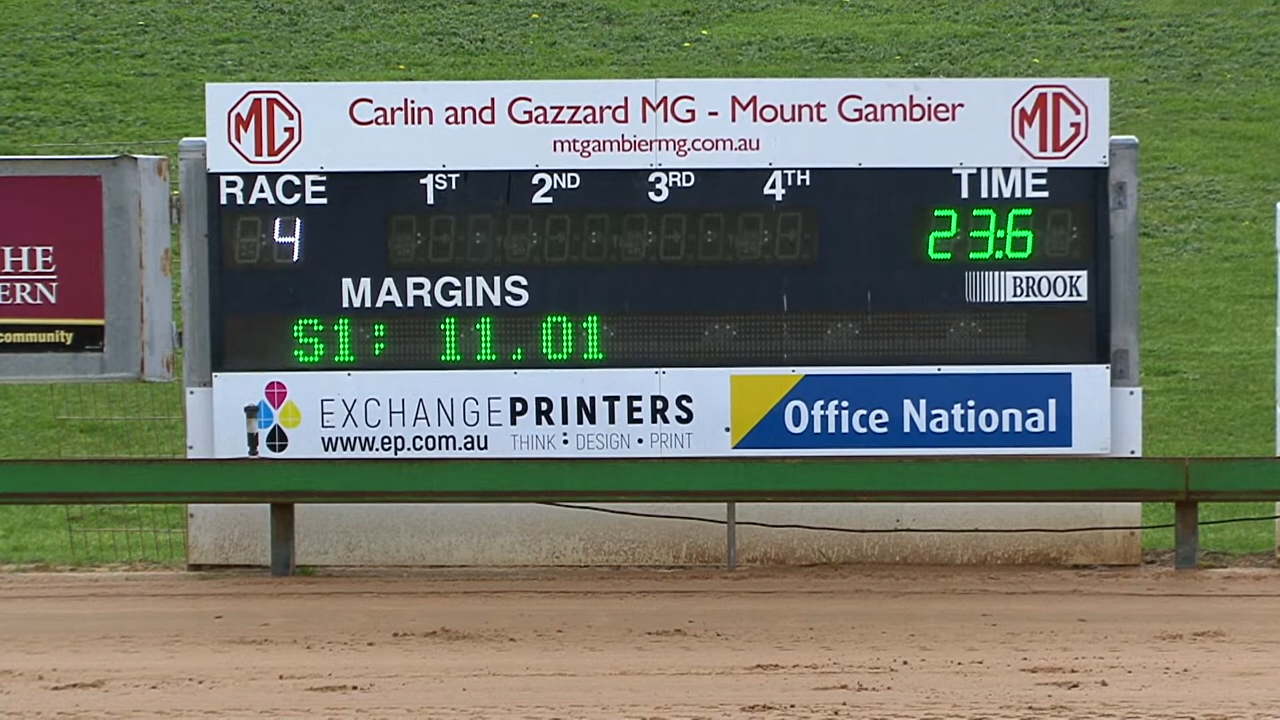 MG Carlin and Gazzard MG - Mount Gambier MG
mtgambiermg.com.au
RACE 1ST 2ND 3RD 4TH TIME
4 23:6
MARGINS
BROOK
S1: 11.01
HE
ERN
community
EXCHANGEPRINTERS
www.ep.com.au THINK : DESIGN • PRINT
Office National